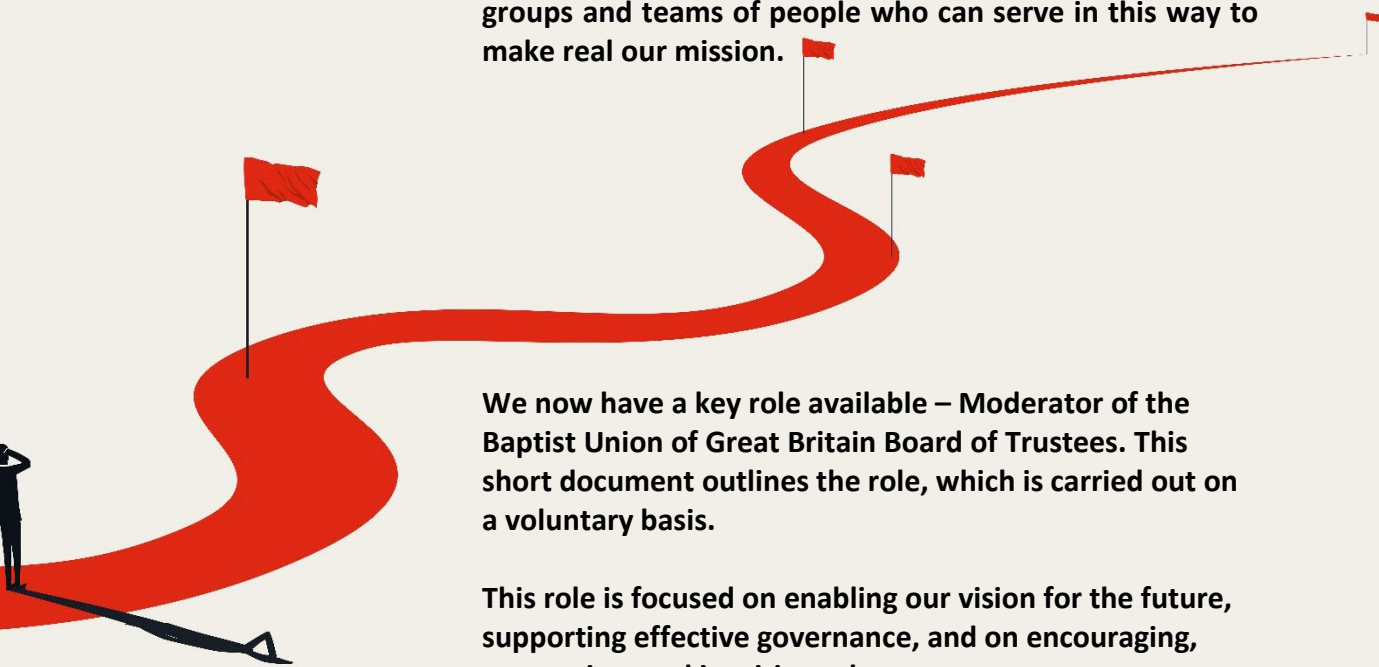 groups and teams of people who can serve in this way to
make real our mission.
We now have a key role available – Moderator of the
Baptist Union of Great Britain Board of Trustees. This
short document outlines the role, which is carried out on
a voluntary basis.
This role is focused on enabling our vision for the future,
supporting effective governance, and on encouraging,